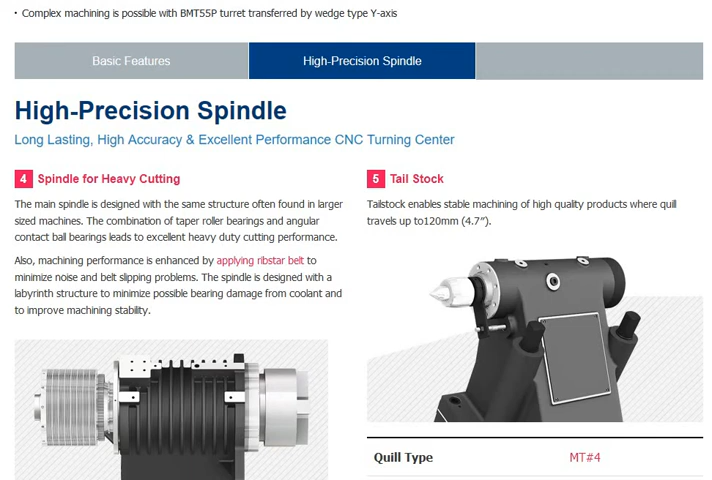 • Complex machining is possible with BMT55P turret transferred by wedge type Y-axis
Basic Features
High-Precision Spindle
High-Precision Spindle
Long Lasting, High Accuracy & Excellent Performance CNC Turning Center
4 Spindle for Heavy Cutting
The main spindle is designed with the same structure often found in larger
sized machines. The combination of taper roller bearings and angular
contact ball bearings leads to excellent heavy duty cutting performance.
Also, machining performance is enhanced by applying ribstar belt to
minimize noise and belt slipping problems. The spindle is designed with a
labyrinth structure to minimize possible bearing damage from coolant and
to improve machining stability.
5 Tail Stock
Tailstock enables stable machining of high quality products where quill
travels up to120mm (4.7″).
Quill Type
MT#4